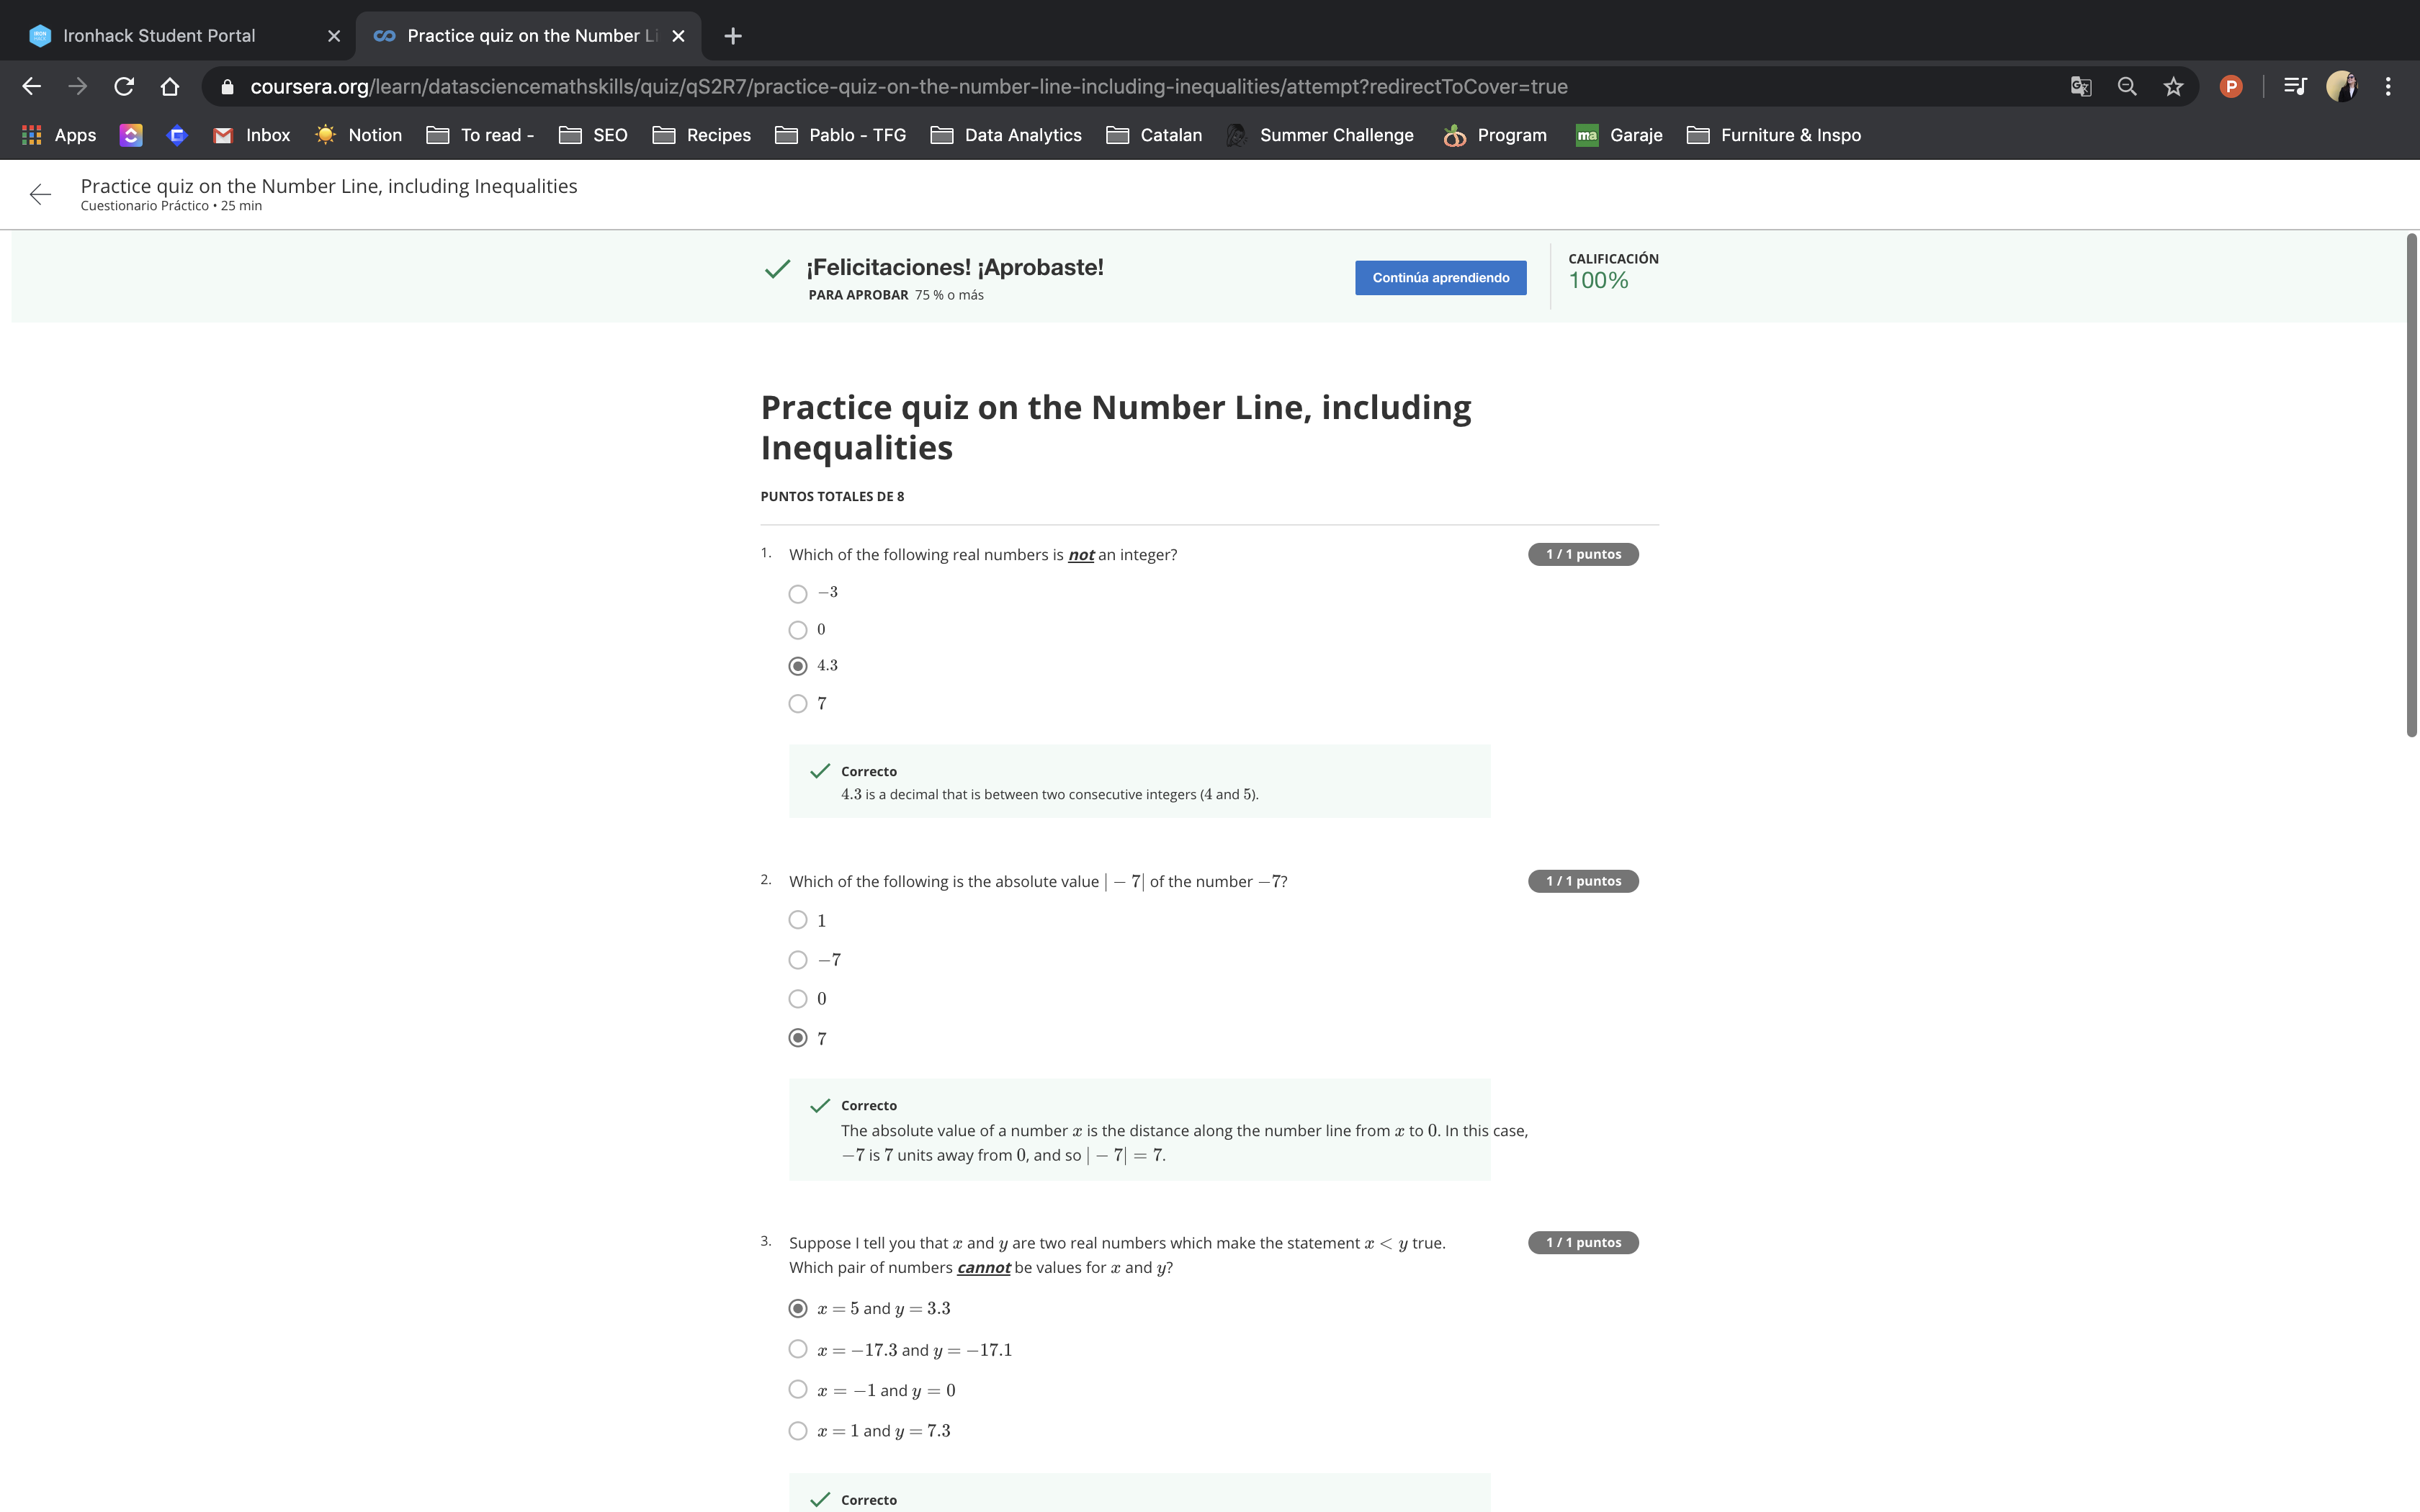 Ironhack Student Portal
Practice quiz on the Number Li
coursera.org/learn/datasciencemathskills/quiz/qS2R7/practice-quiz-on-the-number-line-including-inequalities/attempt?redirectToCover=true
P
Apps
Inbox
Notion
To read -
SEO
Recipes
Pablo - TFG
Data Analytics
Catalan
Summer Challenge
Program
ma
Garaje
Furniture & Inspo
Practice quiz on the Number Line, including Inequalities
Cuestionario Práctico • 25 min
¡Felicitaciones! ¡Aprobaste!
PARA APROBAR 75 % o más
Continúa aprendiendo
CALIFICACIÓN
100%
Practice quiz on the Number Line, including
Inequalities
PUNTOS TOTALES DE 8
1. Which of the following real numbers is not an integer?
1 / 1 puntos
−3
0
4.3
7
Correcto
4.3 is a decimal that is between two consecutive integers (4 and 5).
2. Which of the following is the absolute value | − 7| of the number −7?
1 / 1 puntos
1
−7
0
7
Correcto
The absolute value of a number x is the distance along the number line from x to 0. In this case,
−7 is 7 units away from 0, and so | − 7| = 7.
3. Suppose I tell you that x and y are two real numbers which make the statement x < y true.
Which pair of numbers cannot be values for x and y?
1 / 1 puntos
x = 5 and y = 3.3
x = −17.3 and y = −17.1
x = −1 and y = 0
x = 1 and y = 7.3
Correcto